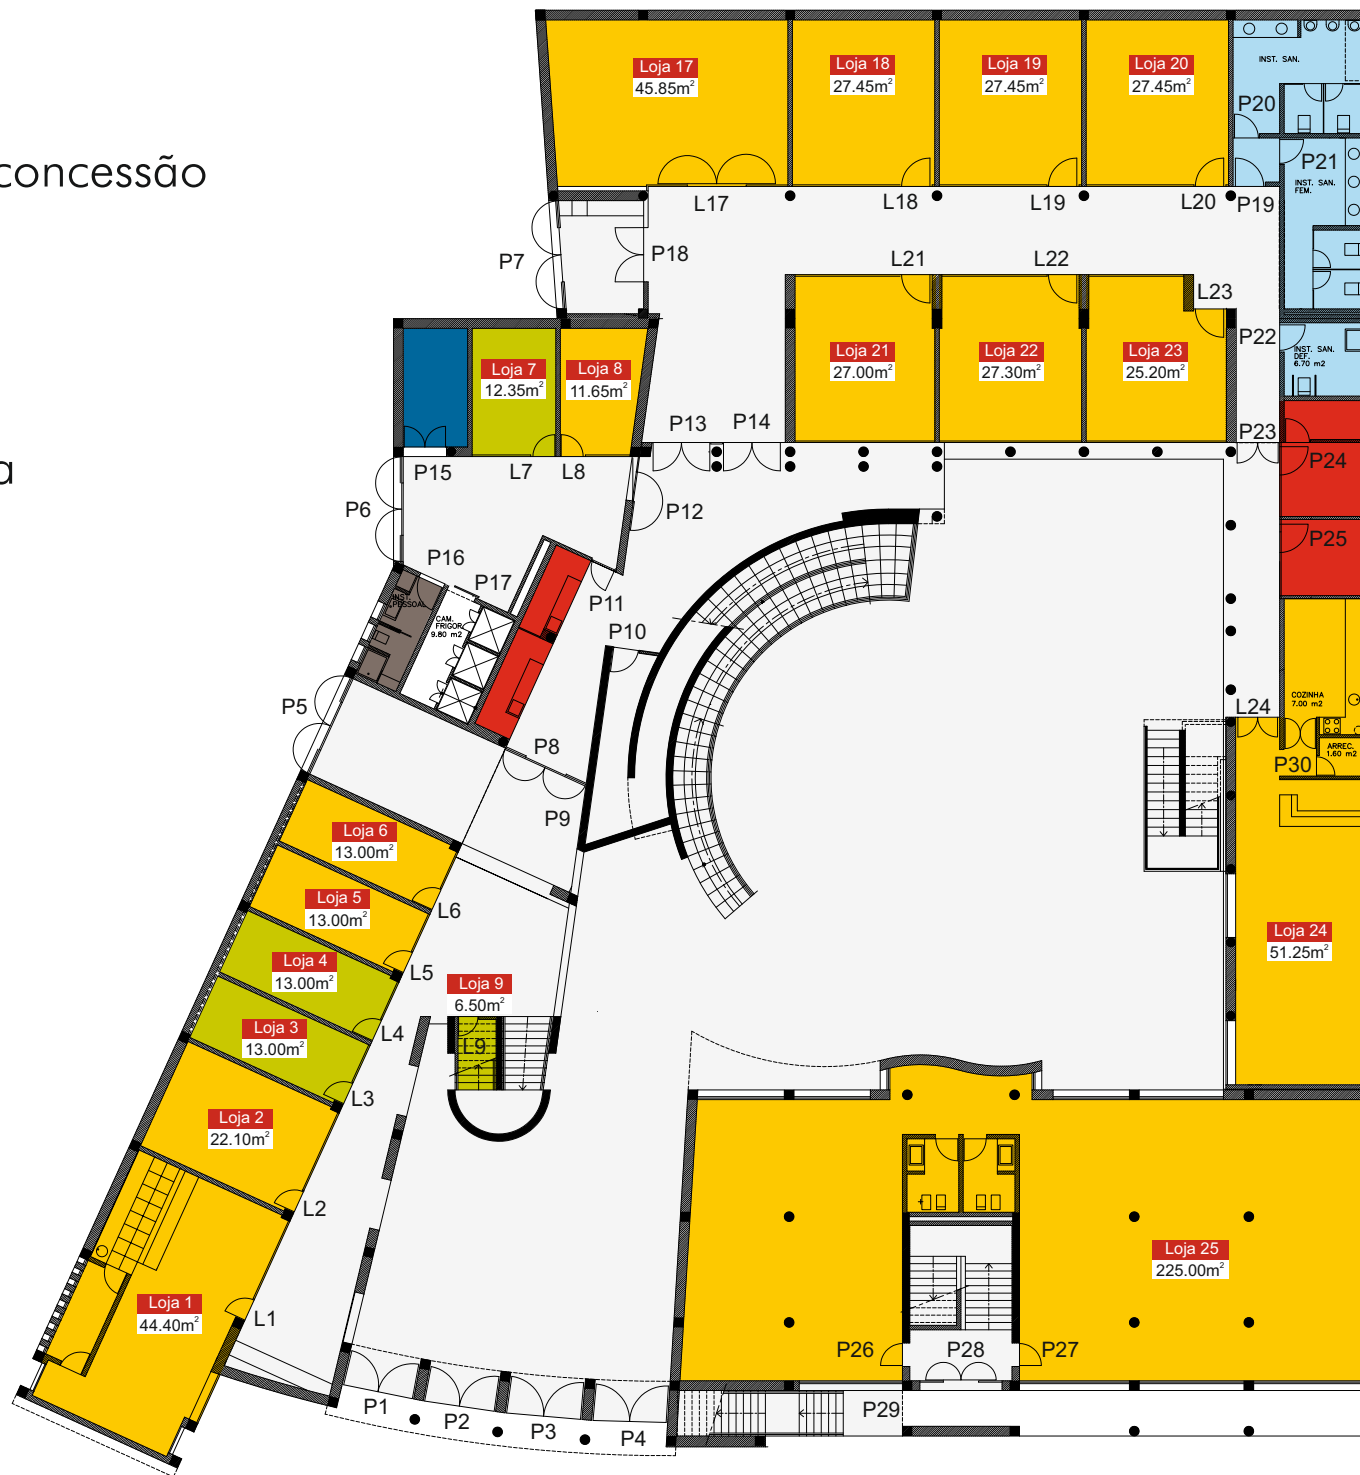 concessão
a
Loja 17
45.85m²
Loja 18
27.45m²
Loja 19
27.45m²
Loja 20
27.45m²
INST. SAN.
P20
P21
INST. SAN.
FEM.
L17
L18
L19
L20
P19
P7
P18
L21
L22
L23
P22
Loja 7
12.35m²
Loja 8
11.65m²
Loja 21
27.00m²
Loja 22
27.30m²
Loja 23
25.20m²
INST. SAN.
DEF.
6.70 m2
P13
P14
P23
P24
P15
L7
L8
P6
P12
P25
P16
P17
INST.
PESSOAL
CAM.
FRIGOR.
9.80 m2
P11
P10
P5
P8
P9
COZINHA
7.00 m2
L24
ARREC.
1.60 m2
P30
Loja 6
13.00m²
Loja 5
13.00m²
L6
Loja 4
13.00m²
L5
Loja 9
6.50m²
Loja 24
51.25m²
Loja 3
13.00m²
L4
L9
L3
Loja 2
22.10m²
L2
Loja 25
225.00m²
Loja 1
44.40m²
L1
P26
P28
P27
P1
P2
P3
P4
P29